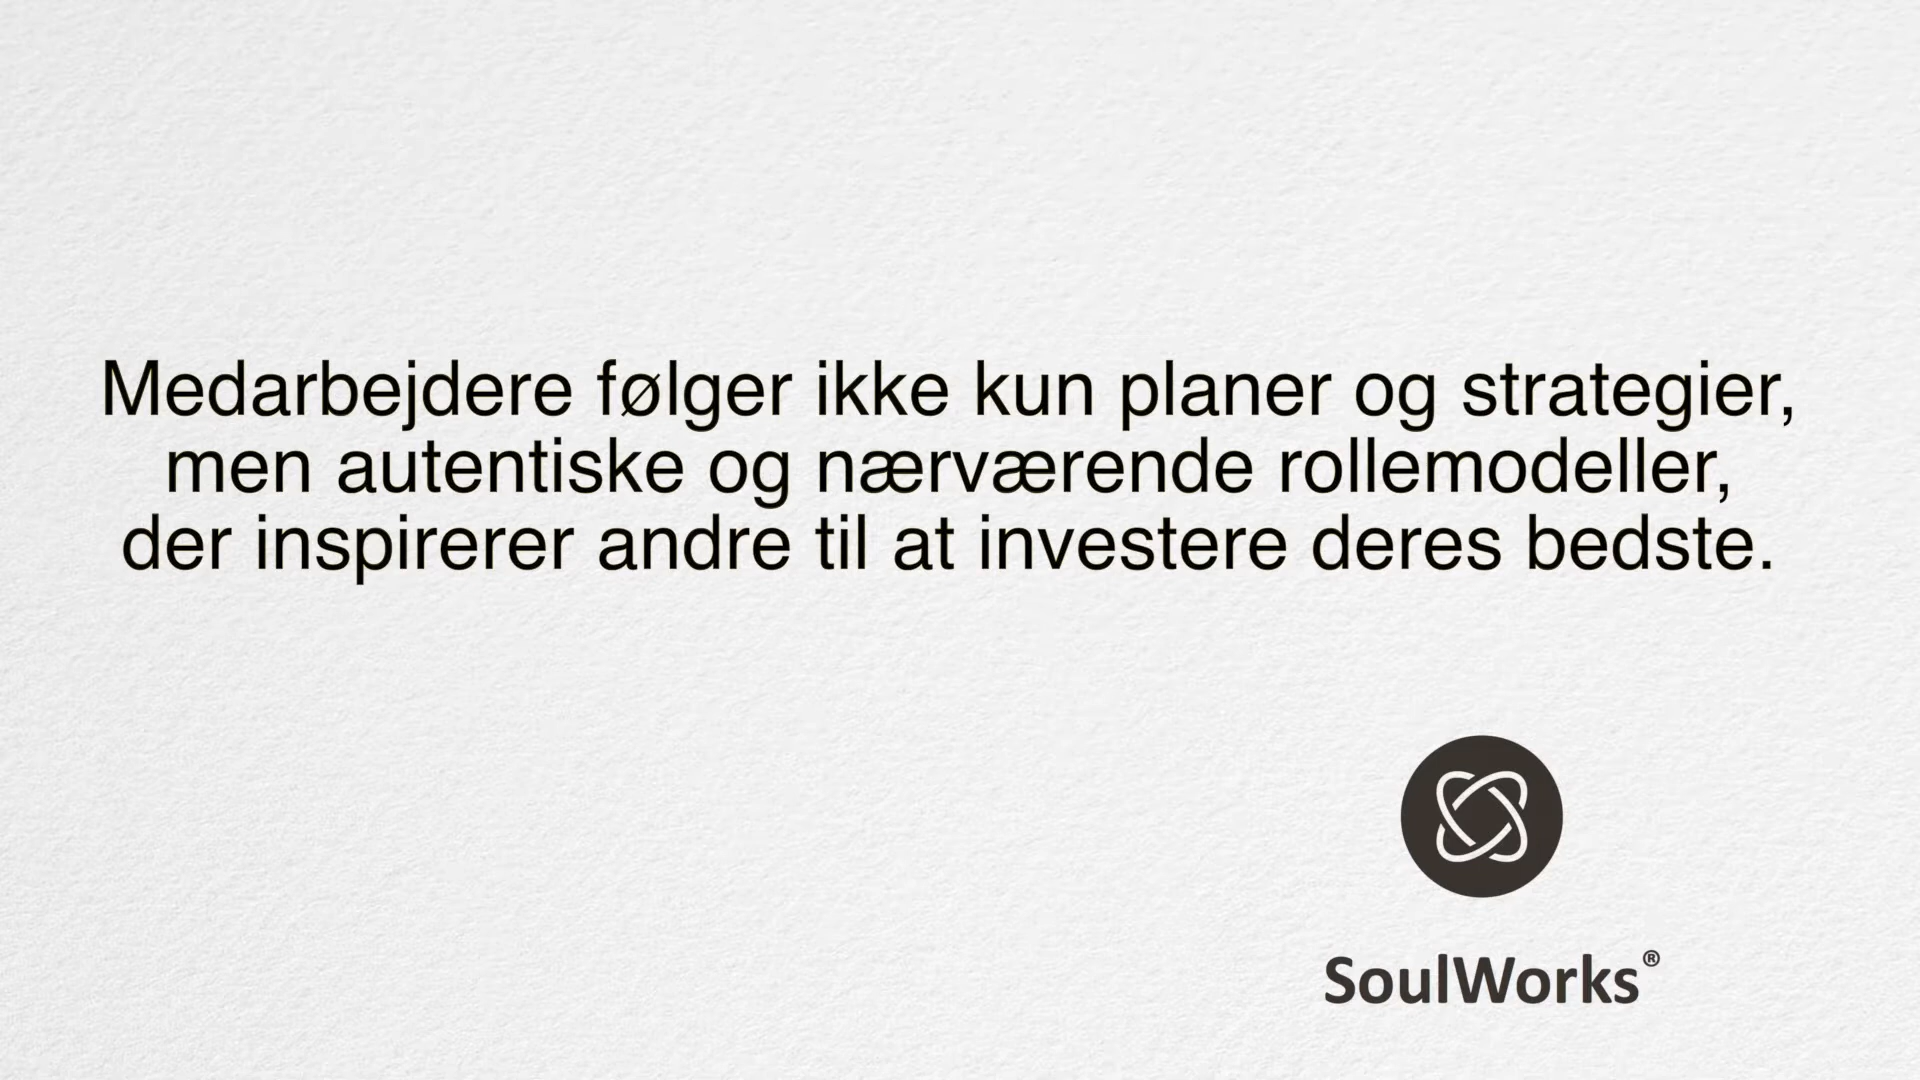 Medarbejdere følger ikke kun planer og strategier,
men autentiske og nærværende rollemodeller,
der inspirerer andre til at investere deres bedste.
SoulWorks®